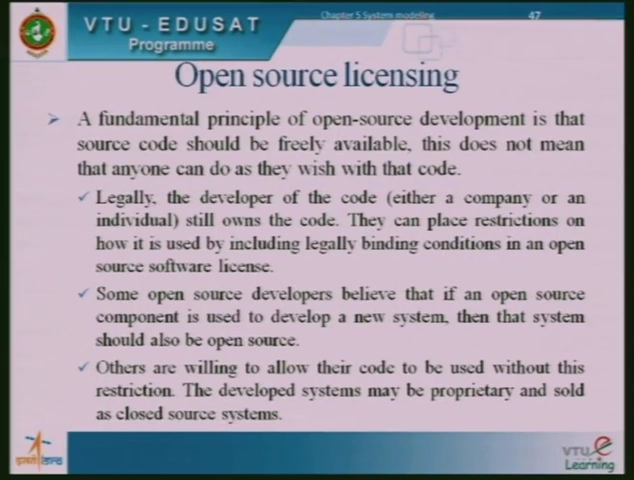 Chapter 5 System modeling
47
VTU - EDUSAT
Programme
Open source licensing
➤ A fundamental principle of open-source development is that
source code should be freely available, this does not mean
that anyone can do as they wish with that code.
✓ Legally, the developer of the code (either a company or an
individual) still owns the code. They can place restrictions on
how it is used by including legally binding conditions in an open
source software license.
✓ Some open source developers believe that if an open source
component is used to develop a new system, then that system
should also be open source.
✓ Others are willing to allow their code to be used without this
restriction. The developed systems may be proprietary and sold
as closed source systems.
VTU e
Learning